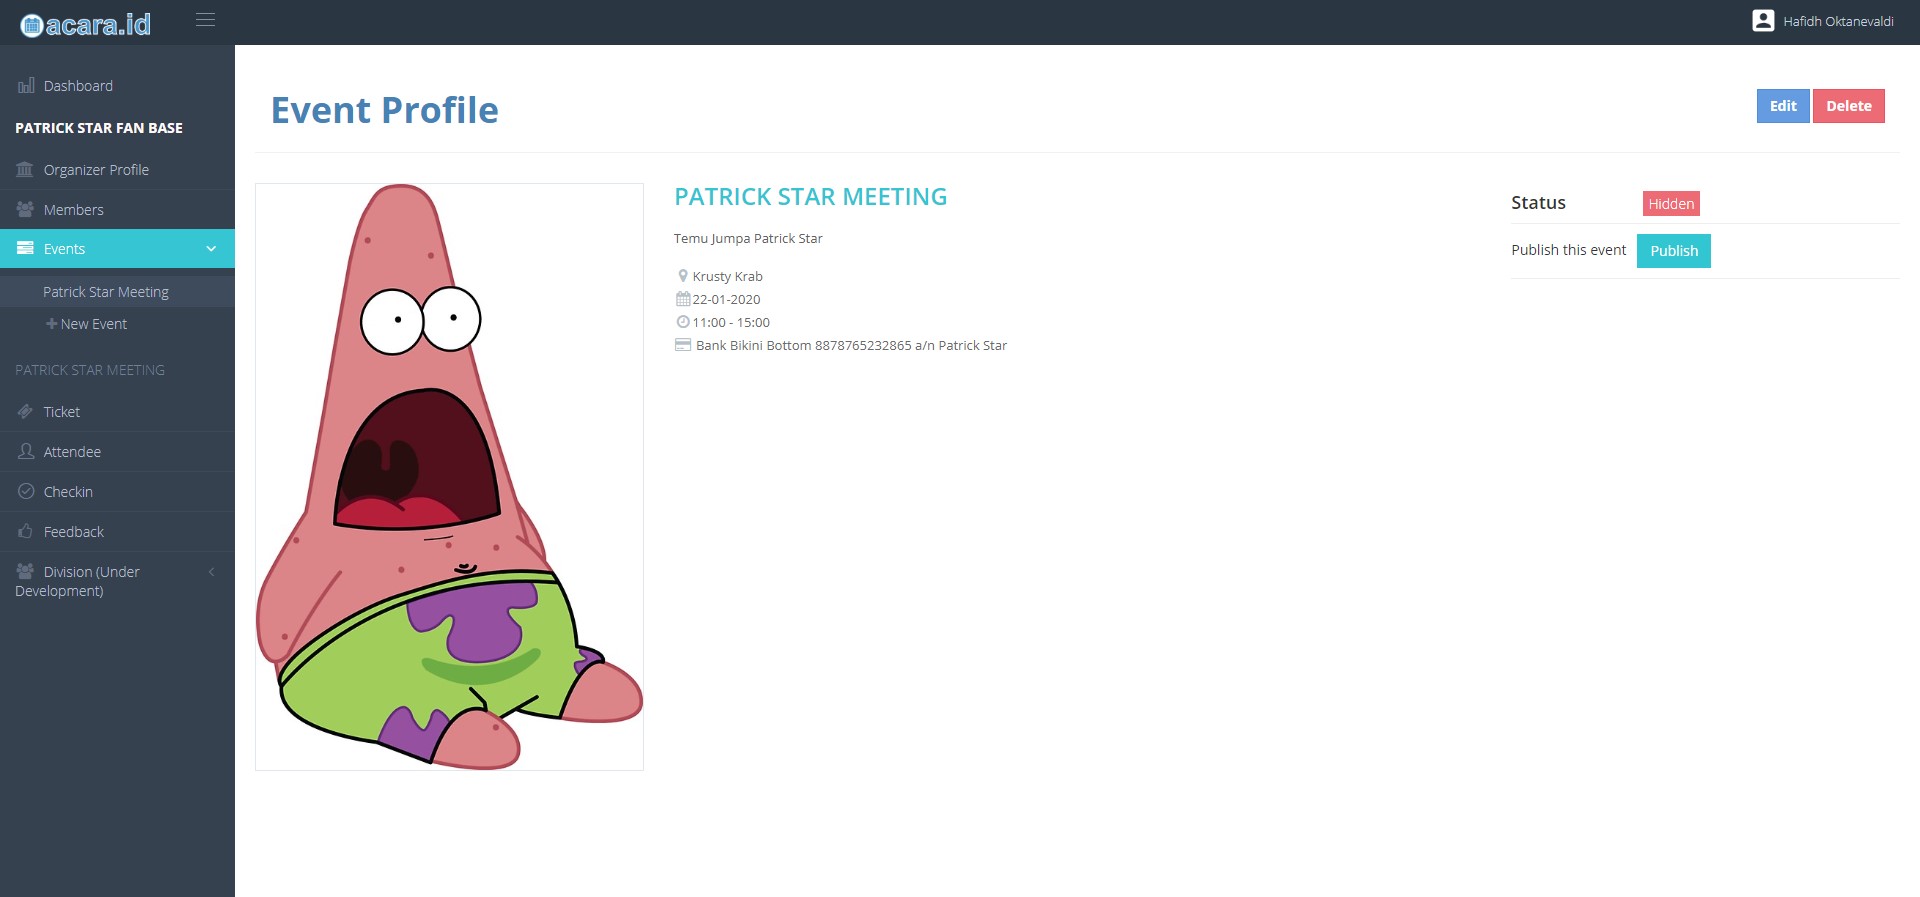 acara.id
Hafidh Oktanevaldi
Dashboard
PATRICK STAR FAN BASE
Organizer Profile
Members
Events
Patrick Star Meeting
New Event
PATRICK STAR MEETING
Ticket
Attendee
Checkin
Feedback
Division (Under
Development)
Event Profile
Edit
Delete
PATRICK STAR MEETING
Temu Jumpa Patrick Star
Krusty Krab
22-01-2020
11:00 - 15:00
Bank Bikini Bottom 8878765232865 a/n Patrick Star
Status
Hidden
Publish this event
Publish